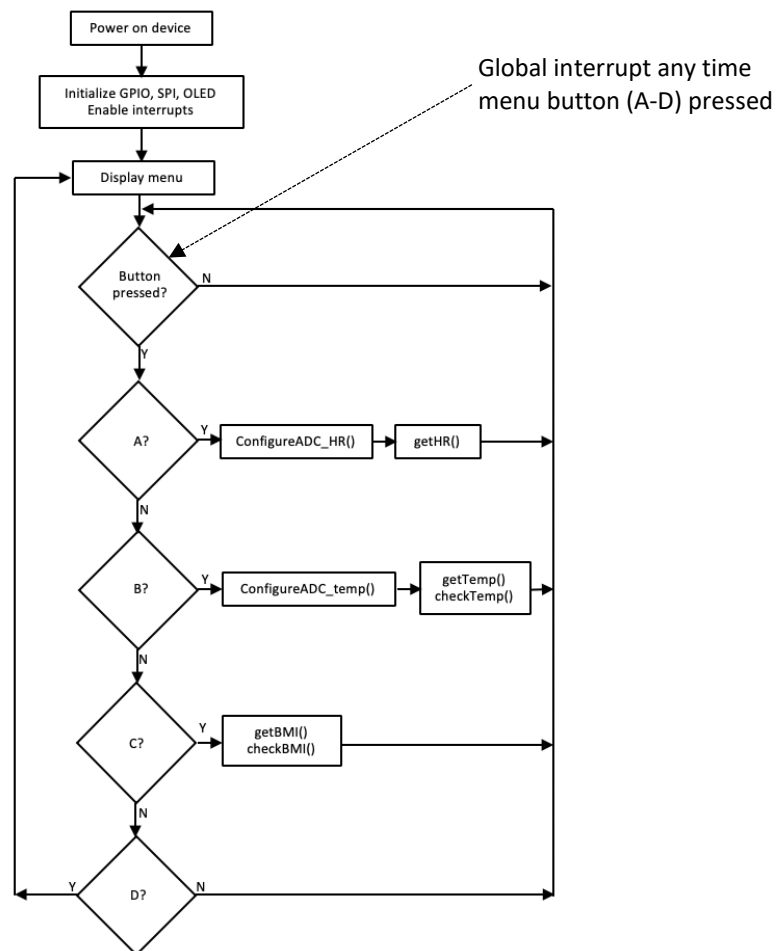 Power on device
Global interrupt any time
menu button (A-D) pressed
Initialize GPIO, SPI, OLED
Enable interrupts
Display menu
Button
pressed?
N
Y
A?
Y
ConfigureADC_HR()
getHR()
N
B?
Y
ConfigureADC_temp()
getTemp()
checkTemp()
N
C?
Y
getBMI()
checkBMI()
N
Y
D?
N